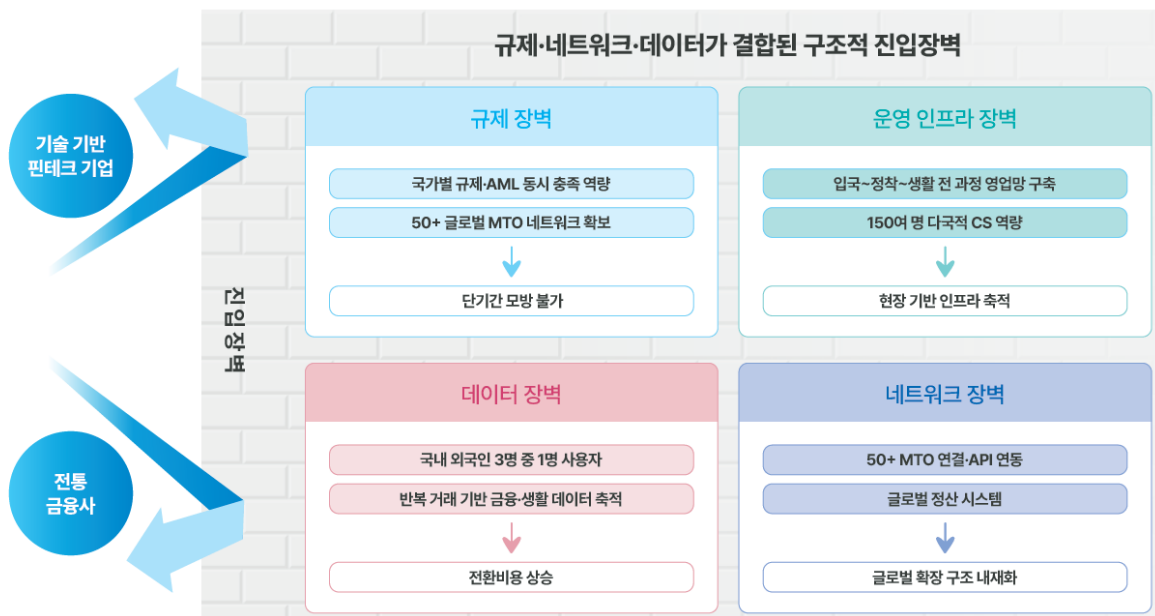 규제·네트워크·데이터가 결합된 구조적 진입장벽
기술 기반
핀테크 기업
전통
금융사
진입장벽
규제 장벽
국가별 규제·AML 동시 충족 역량
50+ 글로벌 MTO 네트워크 확보
단기간 모방 불가
운영 인프라 장벽
입국~정착~생활 전 과정 영업망 구축
150여 명 다국적 CS 역량
현장 기반 인프라 축적
데이터 장벽
국내 외국인 3명 중 1명 사용자
반복 거래 기반 금융·생활 데이터 축적
전환비용 상승
네트워크 장벽
50+ MTO 연결·API 연동
글로벌 정산 시스템
글로벌 확장 구조 내재화